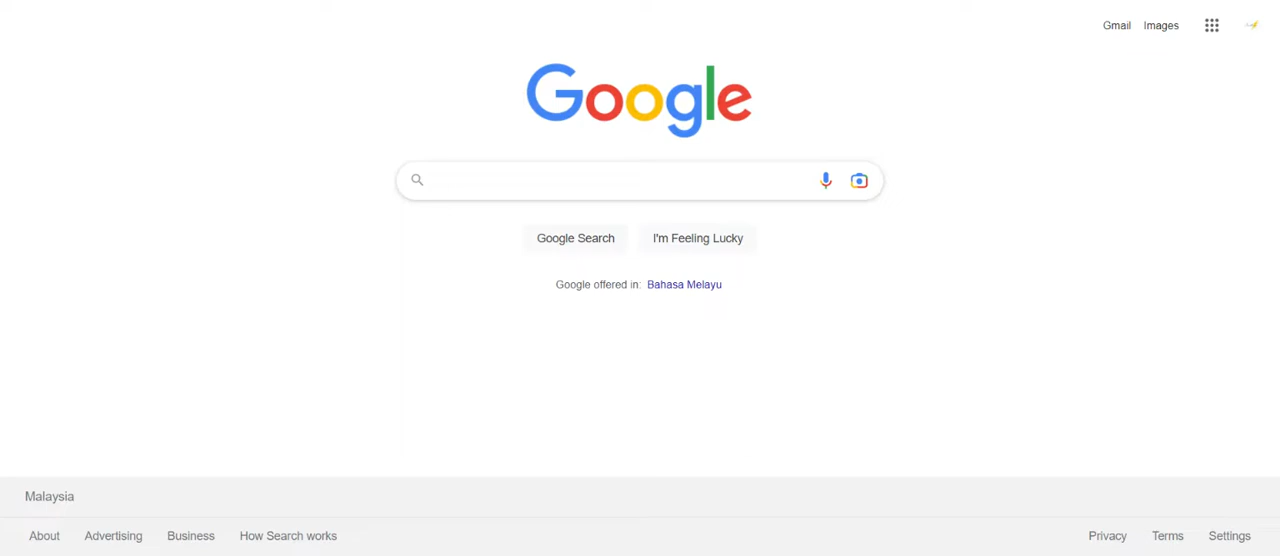 Gmail Images
Google
Google Search I'm Feeling Lucky
Google offered in: Bahasa Melayu
Malaysia
About Advertising Business How Search works Privacy Terms Settings